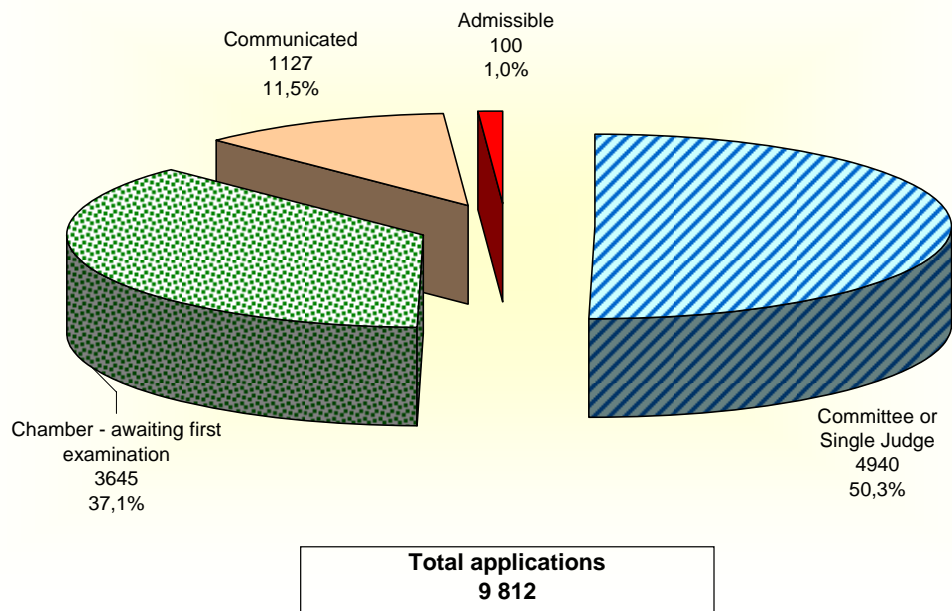 Admissible
100
1,0%
Communicated
1127
11,5%
Chamber - awaiting first
examination
3645
37,1%
Committee or
Single Judge
4940
50,3%
Total applications
9 812